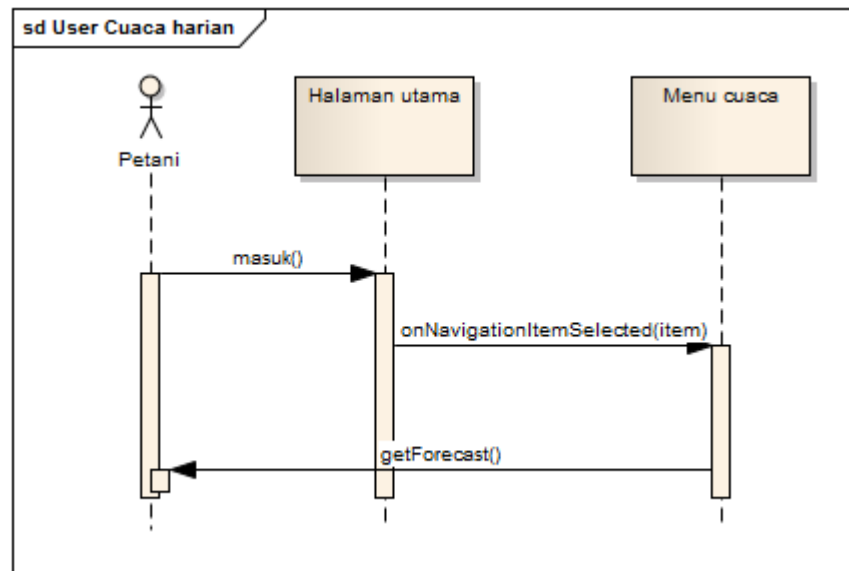 sd User Cuaca harian
Petani
Halaman utama
Menu cuaca
masuk()
onNavigationItemSelected(item)
getForecast()